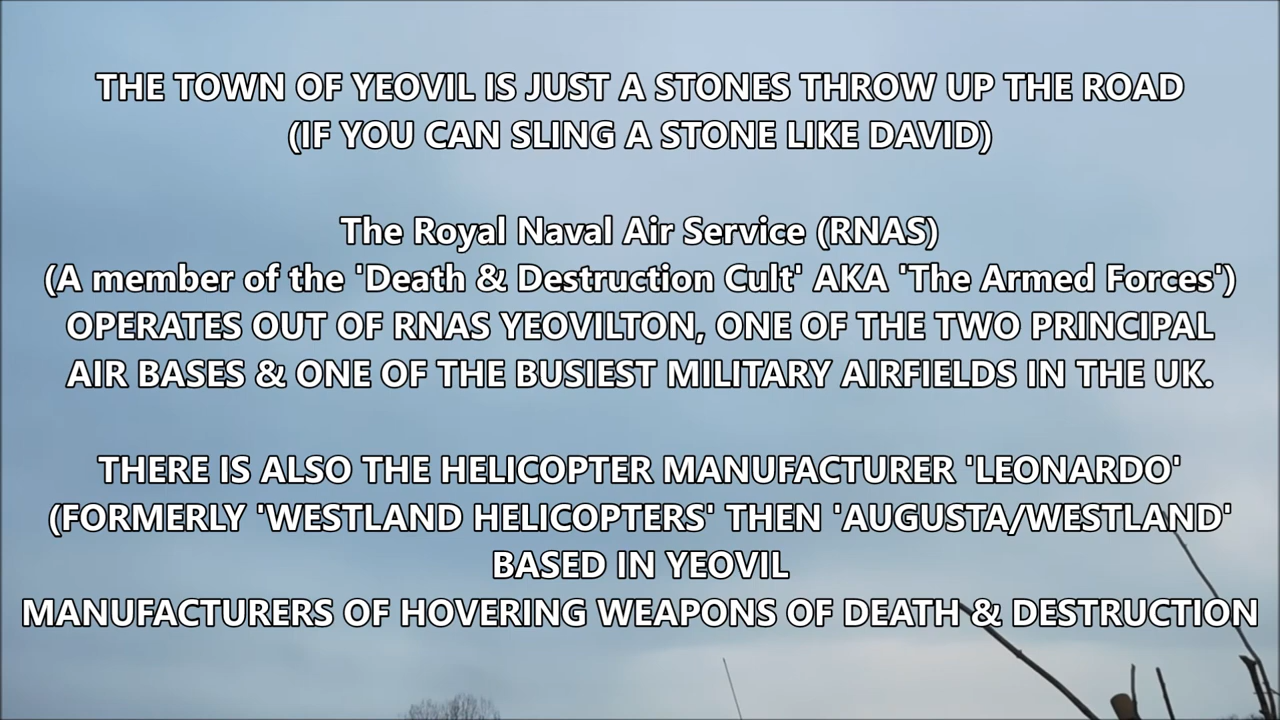 THE TOWN OF YEOVIL IS JUST A STONES THROW UP THE ROAD
(IF YOU CAN SLING A STONE LIKE DAVID)
The Royal Naval Air Service (RNAS)
(A member of the 'Death & Destruction Cult' AKA 'The Armed Forces')
OPERATES OUT OF RNAS YEOVILTON, ONE OF THE TWO PRINCIPAL
AIR BASES & ONE OF THE BUSIEST MILITARY AIRFIELDS IN THE UK.
THERE IS ALSO THE HELICOPTER MANUFACTURER 'LEONARDO'
(FORMERLY 'WESTLAND HELICOPTERS' THEN 'AUGUSTA/WESTLAND'
BASED IN YEOVIL
MANUFACTURERS OF HOVERING WEAPONS OF DEATH & DESTRUCTION